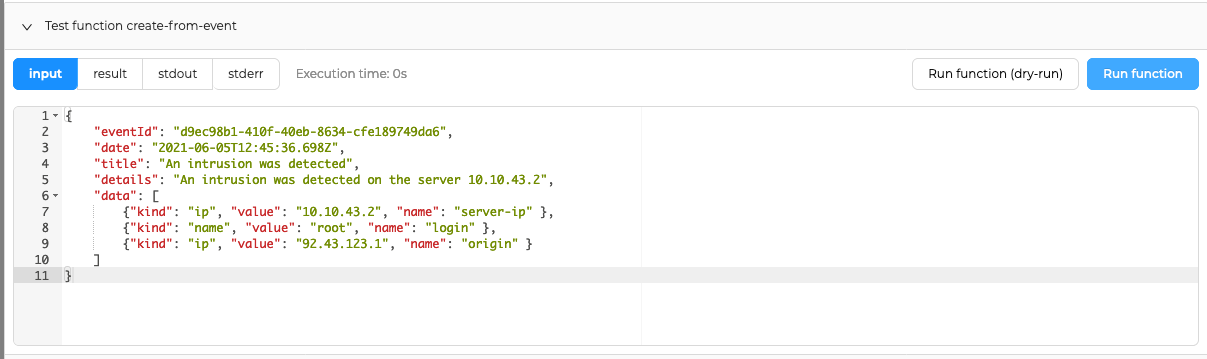 Test function create-from-event
input result stdout stderr Execution time: 0s Run function (dry-run) Run function
1 {
2 "eventId": "d9ec98b1-410f-40eb-8634-cfe189749da6",
3 "date": "2021-06-05T12:45:36.698Z",
4 "title": "An intrusion was detected",
5 "details": "An intrusion was detected on the server 10.10.43.2",
6 "data": [
7 {"kind": "ip", "value": "10.10.43.2", "name": "server-ip" },
8 {"kind": "name", "value": "root", "name": "login" },
9 {"kind": "ip", "value": "92.43.123.1", "name": "origin" }
10 ]
11 }